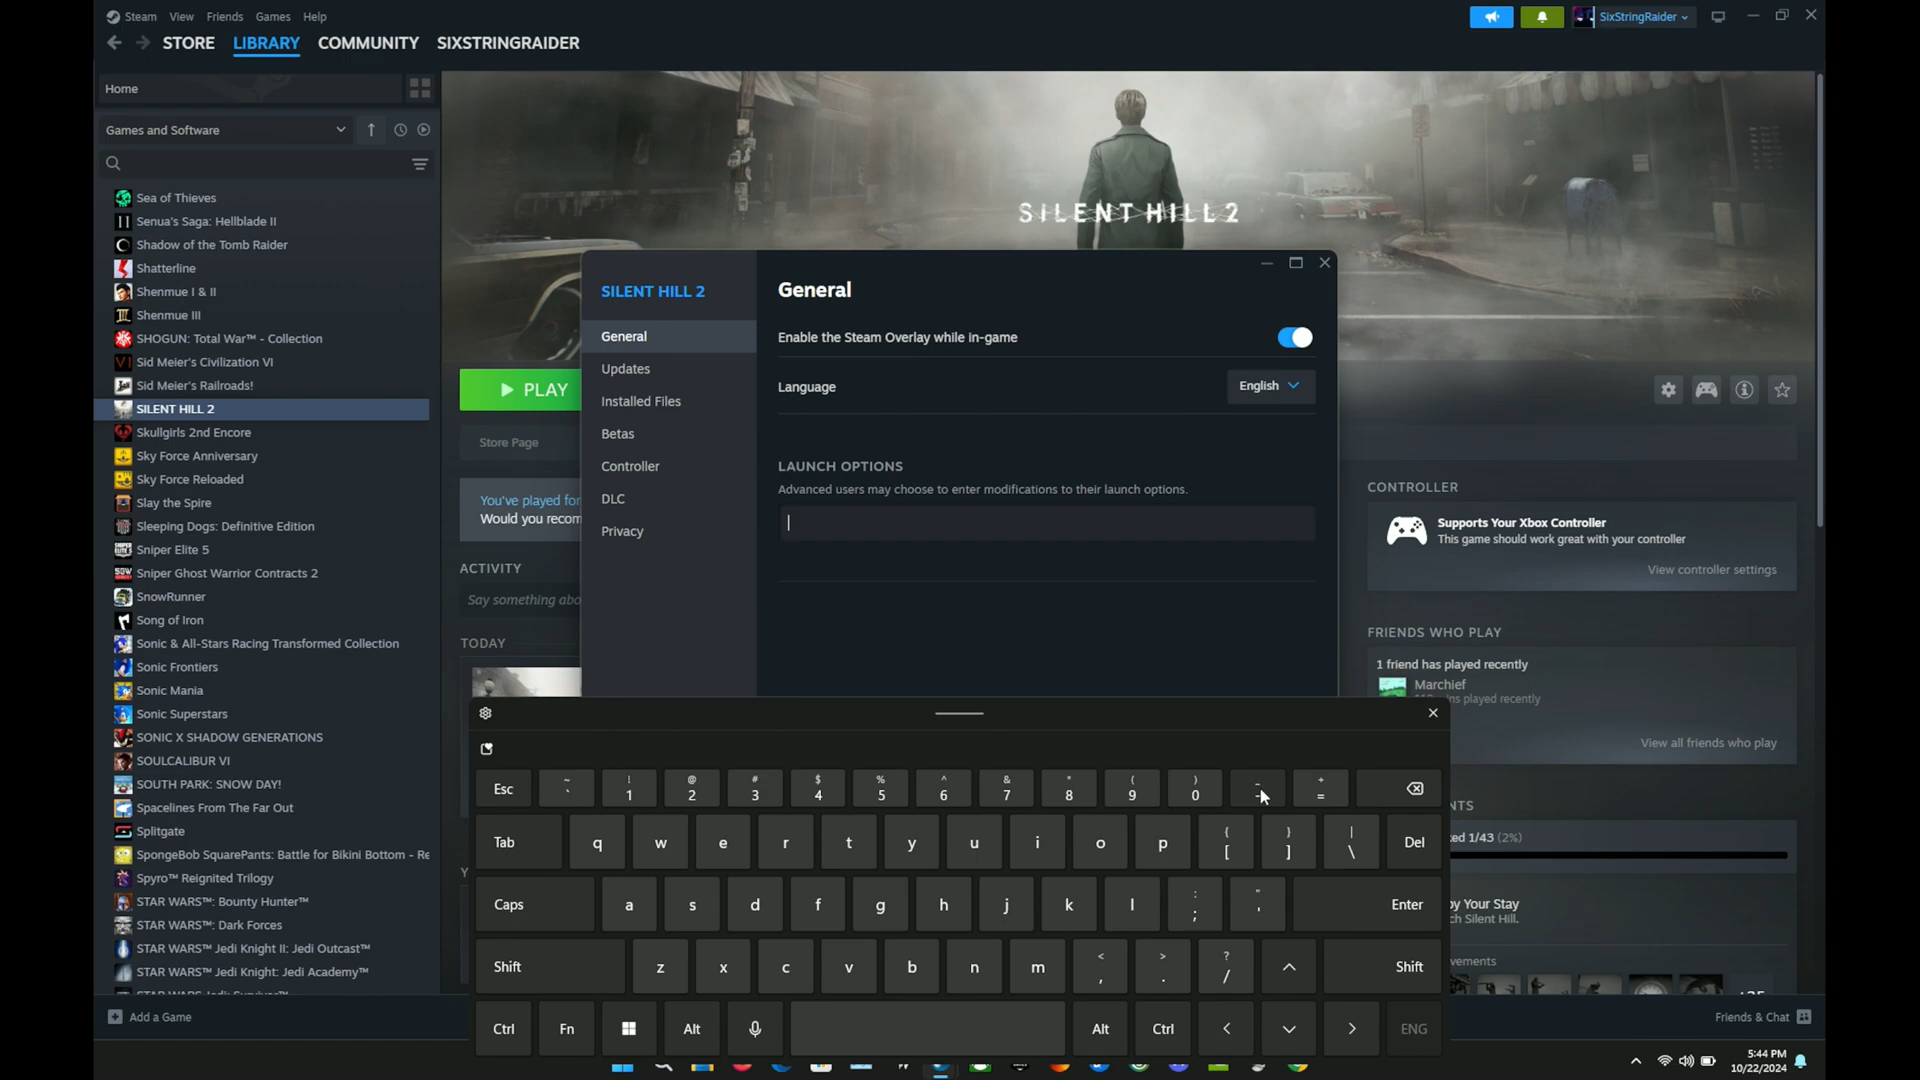 Steam View Friends Games Help
SixStringRaider
STORE LIBRARY COMMUNITY SIXSTRINGRAIDER
Home
Games and Software
Sea of Thieves
Senua's Saga: Hellblade II
Shadow of the Tomb Raider
Shatterline
Shenmue I & II
Shenmue III
SHOGUN: Total War™ - Collection
Sid Meier's Civilization VI
Sid Meier's Railroads!
SILENT HILL 2
Skullgirls 2nd Encore
Sky Force Anniversary
Sky Force Reloaded
Slay the Spire
Sleeping Dogs: Definitive Edition
Sniper Elite 5
Sniper Ghost Warrior Contracts 2
SnowRunner
Song of Iron
Sonic & All-Stars Racing Transformed Collection
Sonic Frontiers
Sonic Mania
Sonic Superstars
SONIC X SHADOW GENERATIONS
SOULCALIBUR VI
SOUTH PARK: SNOW DAY!
Spacelines From The Far Out
Splitgate
SpongeBob SquarePants: Battle for Bikini Bottom - Re
Spyro™ Reignited Trilogy
STAR WARS™: Bounty Hunter™
STAR WARS™: Dark Forces
STAR WARS™ Jedi Knight II: Jedi Outcast™
STAR WARS™ Jedi Knight: Jedi Academy™
Add a Game
SILENT HILL 2
PLAY
Store Page
You've played for
Would you recom
ACTIVITY
Say something abo
TODAY
SILENT HILL 2
General
Updates
Installed Files
Betas
Controller
DLC
Privacy
General
Enable the Steam Overlay while in-game
Language English
LAUNCH OPTIONS
Advanced users may choose to enter modifications to their launch options.
CONTROLLER
Supports Your Xbox Controller
This game should work great with your controller
View controller settings
FRIENDS WHO PLAY
1 friend has played recently
Marchief
mins played recently
View all friends who play
NTS
ed 1/43 (2%)
y Your Stay
ch Silent Hill.
vements
Friends & Chat
Esc ~ ` ! 1 @ 2 # 3 $ 4 % 5 ^ 6 & 7 * 8 ( 9 ) 0 _ - + =
Tab q w e r t y u i o p { [ } ] | \ Del
Caps a s d f g h j k l : ; " ' Enter
Shift z x c v b n m < , > . ? / Shift
Ctrl Fn Alt Alt Ctrl ENG
5:44 PM
10/22/2024